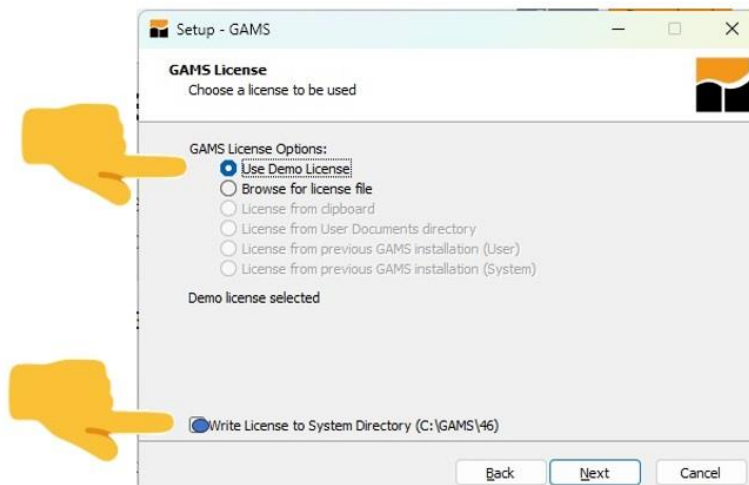 Setup - GAMS
GAMS License
Choose a license to be used
GAMS License Options:
Use Demo License
Browse for license file
License from clipboard
License from User Documents directory
License from previous GAMS installation (User)
License from previous GAMS installation (System)
Demo license selected
Write License to System Directory (C:\GAMS\46)
Back Next Cancel